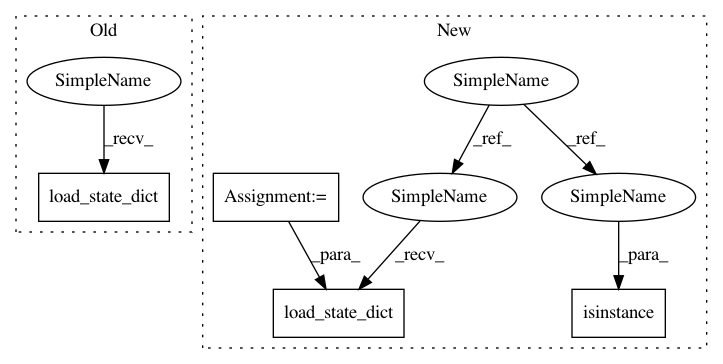 Old
New
SimpleName
SimpleName
_recv_
_ref_
_ref_
load_state_dict
Assignment:=
SimpleName
SimpleName
_para_
_recv_
_para_
load_state_dict
isinstance